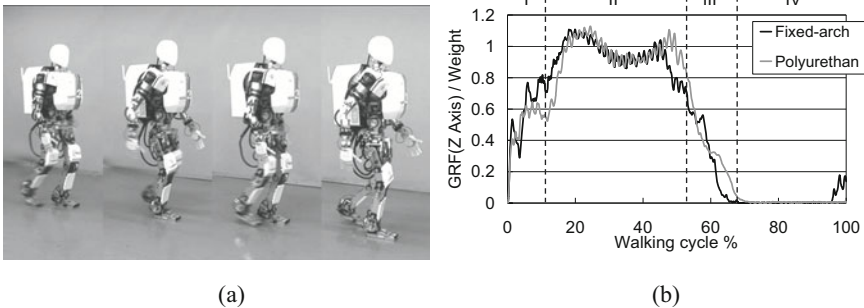 I II III IV
1.2
1
0.8
0.6
0.4
0.2
0
GRF(Z Axis) / Weight
Fixed-arch
Polyurethan
0 20 40 60 80 100
Walking cycle %
(a) (b)